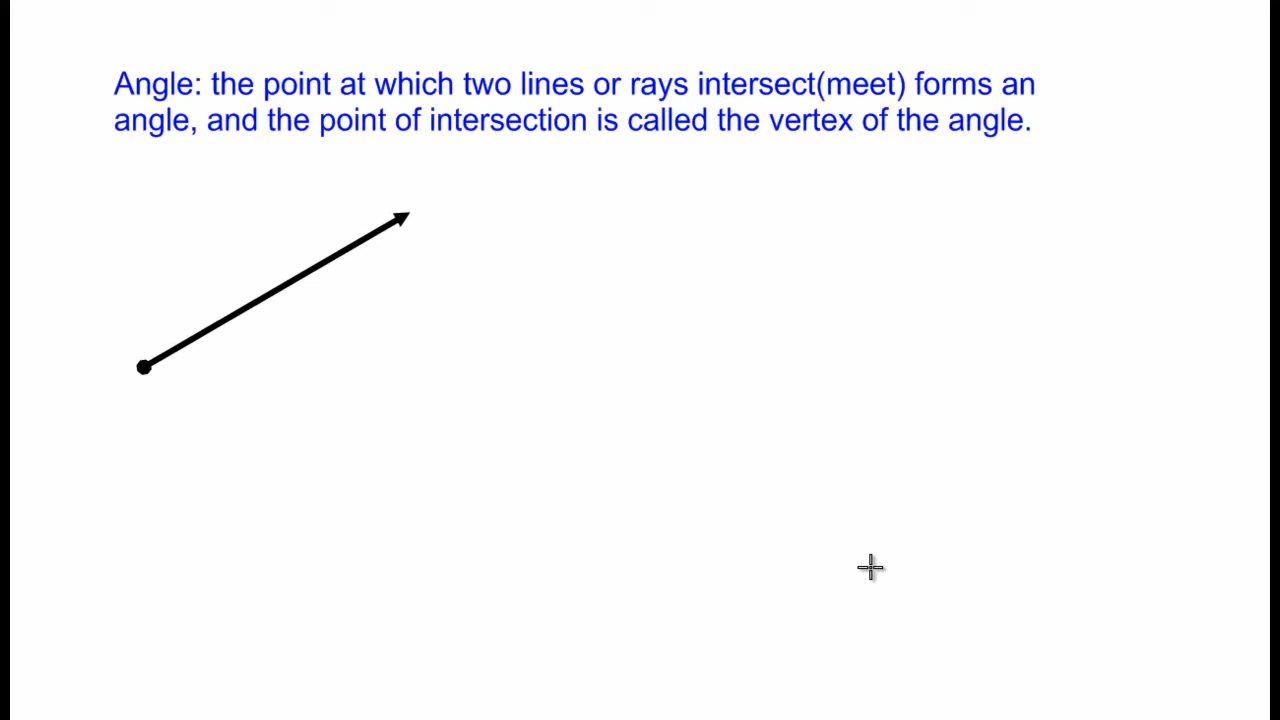 Angle: the point at which two lines or rays intersect(meet) forms an
angle, and the point of intersection is called the vertex of the angle.